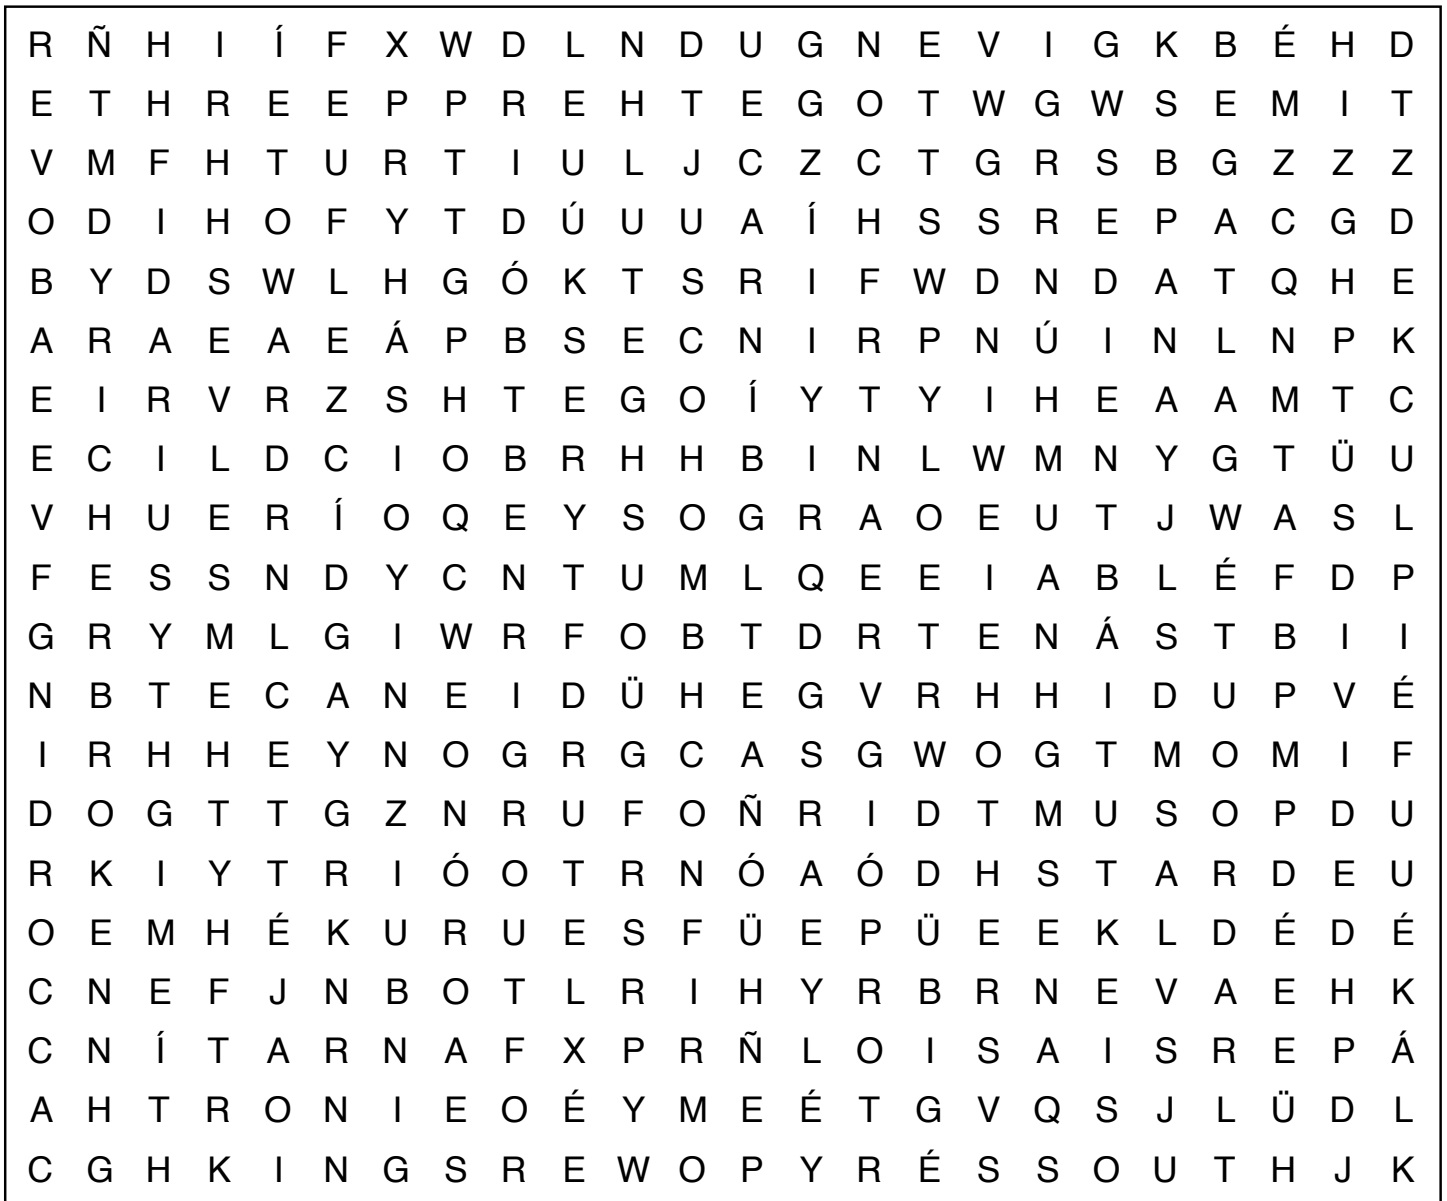 R Ñ H I Í F X W D L N D U G N E V I G K B É H D
E T H R E E P P R E H T E G O T W G W S E M I T
V M F H T U R T I U L J C Z C T G R S B G Z Z Z
O D I H O F Y T D Ú U U A Í H S S R E P A C G D
B Y D S W L H G Ó K T S R I F W D N D A T Q H E
A R A E A E Á P B S E C N I R P N Ú I N L N P K
E I R V R Z S H T E G O Í Y T Y I H E A A M T C
E C I L D C I O B R H H B I N L W M N Y G T Ü U
V H U E R Í O Q E Y S O G R A O E U T J W A S L
F E S S N D Y C N T U M L Q E E I A B L É F D P
G R Y M L G I W R F O B T D R T E N Á S T B I I
N B T E C A N E I D Ü H E G V R H H I D U P V É
I R H H E Y N O G R G C A S G W O G T M O M I F
D O G T T G Z N R U F O Ñ R I D T M U S O P D U
R K I Y T R I Ó O T R N Ó A Ó D H S T A R D E U
O E M H É K U R U E S F Ü E P Ü E E K L D É D É
C N E F J N B O T L R I H Y R B R N E V A E H K
C N Í T A R N A F X P R Ñ L O I S A I S R E P Á
A H T R O N I E O É Y M E É T G V Q S J L Ü D L
C G H K I N G S R E W O P Y R É S S O U T H J K